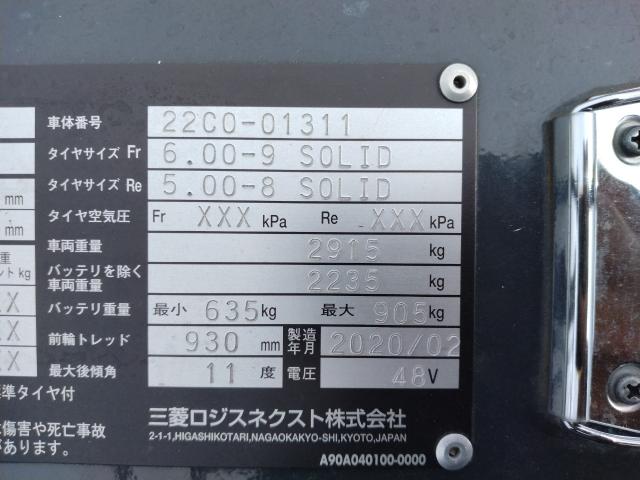 車体番号 22C0-01311
タイヤサイズ Fr 6.00-9 SOLID
タイヤサイズ Re 5.00-8 SOLID
mm タイヤ空気圧 Fr XXX kPa Re XXX kPa
mm 車両重量 2915 kg
重 バッテリを除く
ント kg 車両重量 2235 kg
X バッテリ重量 最小 635 kg 最大 905 kg
X 前輪トレッド 930 mm 製造年月 2020/02
X 最大後傾角 11 度 電圧 48 V
準タイヤ付
三菱ロジスネクスト株式会社
傷害や死亡事故
2-1-1,HIGASHIKOTARI,NAGAOKAKYO-SHI,KYOTO,JAPAN
があります。
A90A040100-0000